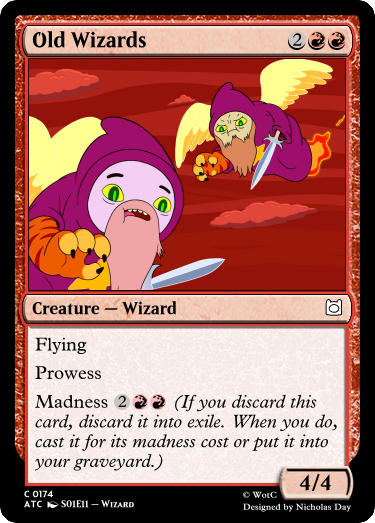 Old Wizards 2
Creature — Wizard
Flying
Prowess
Madness 2 (If you discard this
card, discard it into exile. When you do,
cast it for its madness cost or put it into
your graveyard.)
4/4
C 0174 © WotC
ATC S01E11 — Wizard Designed by Nicholas Day